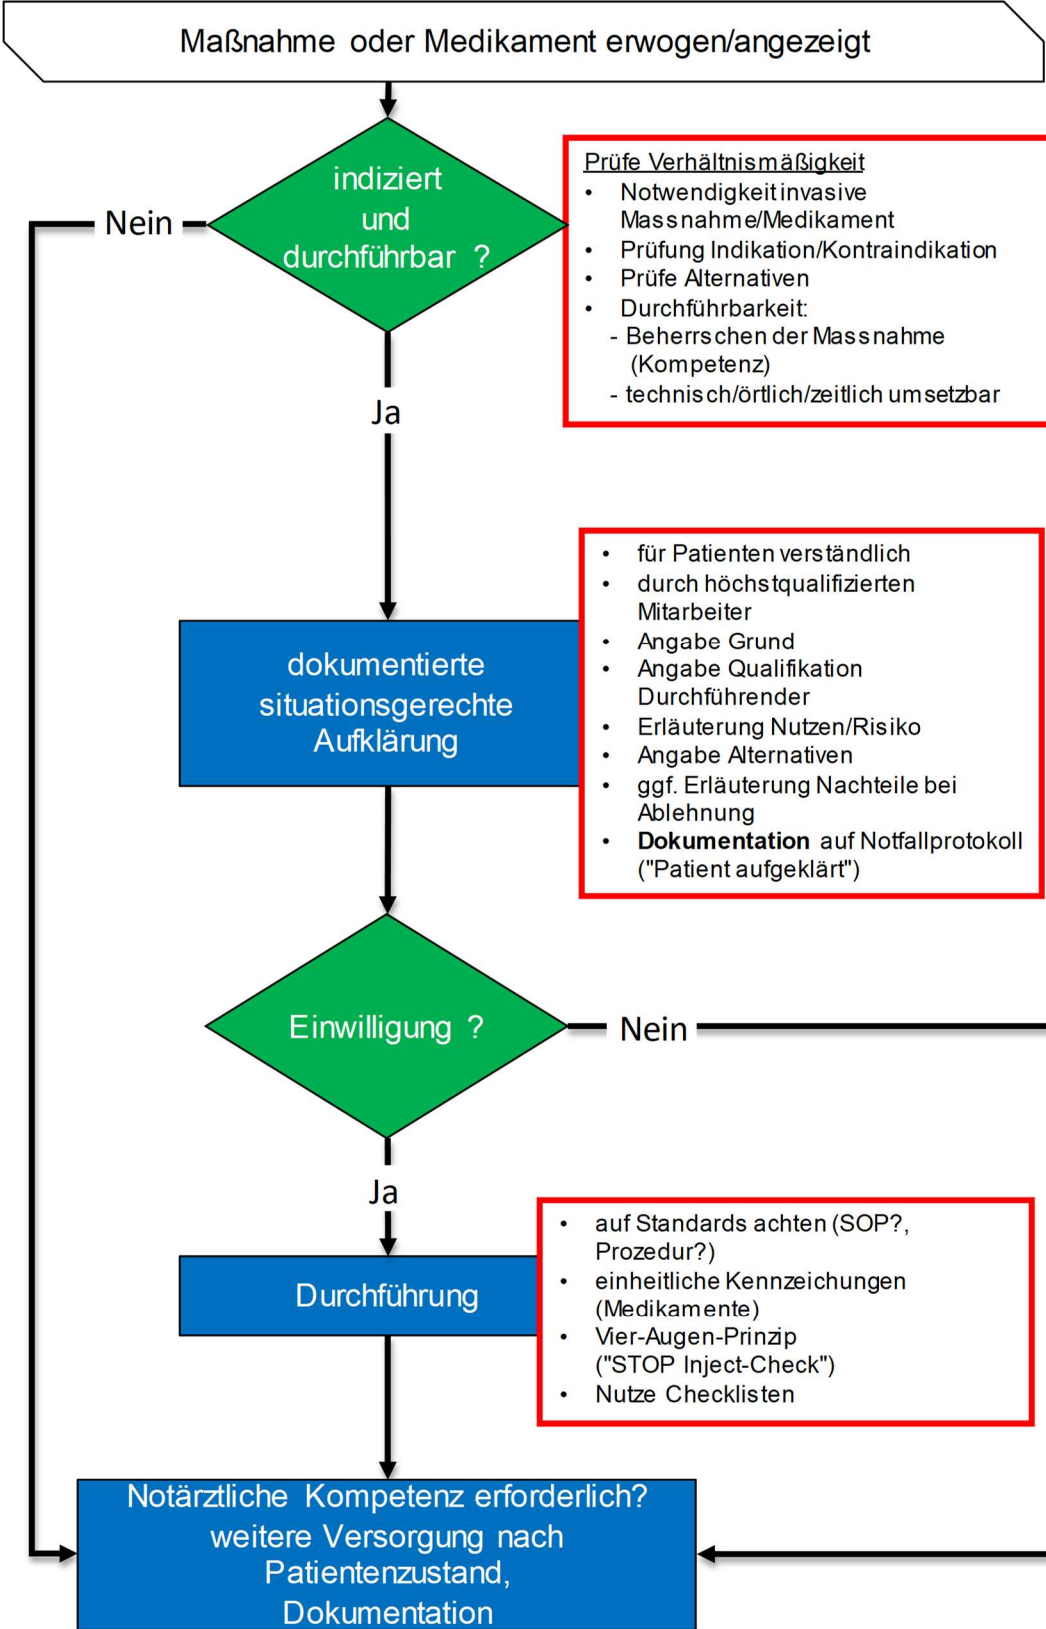 Maßnahme oder Medikament erwogen/angezeigt
indiziert
und
durchführbar ?
Nein
Prüfe Verhältnismäßigkeit
• Notwendigkeit invasive
Massnahme/Medikament
• Prüfung Indikation/Kontraindikation
• Prüfe Alternativen
• Durchführbarkeit:
- Beherrschen der Massnahme
(Kompetenz)
- technisch/örtlich/zeitlich umsetzbar
Ja
dokumentierte
situationsgerechte
Aufklärung
• für Patienten verständlich
• durch höchstqualifizierten
Mitarbeiter
• Angabe Grund
• Angabe Qualifikation
Durchführender
• Erläuterung Nutzen/Risiko
• Angabe Alternativen
• ggf. Erläuterung Nachteile bei
Ablehnung
• Dokumentation auf Notfallprotokoll
("Patient aufgeklärt")
Einwilligung ?
Nein
Ja
Durchführung
• auf Standards achten (SOP?,
Prozedur?)
• einheitliche Kennzeichungen
(Medikamente)
• Vier-Augen-Prinzip
("STOP Inject-Check")
• Nutze Checklisten
Notärztliche Kompetenz erforderlich?
weitere Versorgung nach
Patientenzustand,
Dokumentation